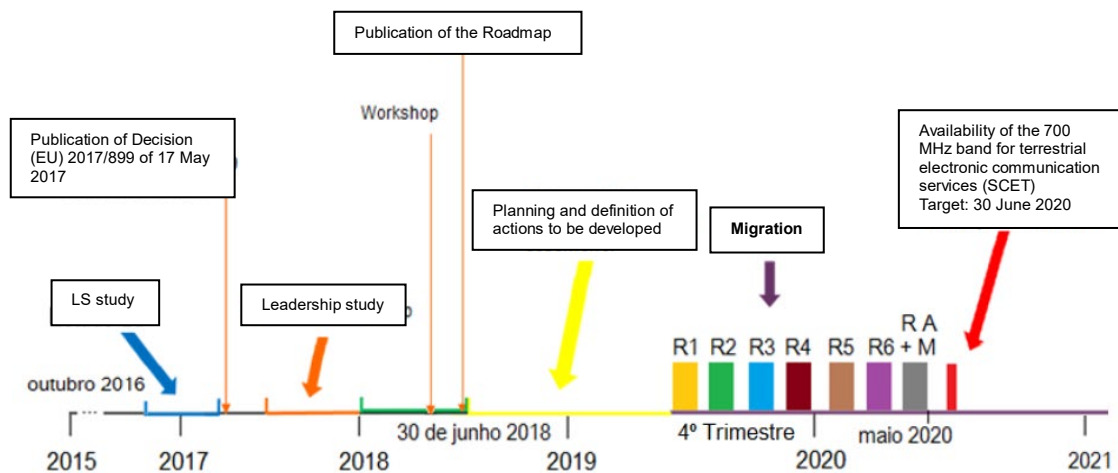 Publication of the Roadmap
Workshop
Publication of Decision
(EU) 2017/899 of 17 May
2017
Availability of the 700
MHz band for terrestrial
electronic communication
services (SCET)
Target: 30 June 2020
Planning and definition of
actions to be developed
Migration
LS study
Leadership study
R1 R2 R3 R4 R5 R6 R A
+ M
outubro 2016
30 de junho 2018
4º Trimestre
maio 2020
2015 2017 2018 2019 2020 2021